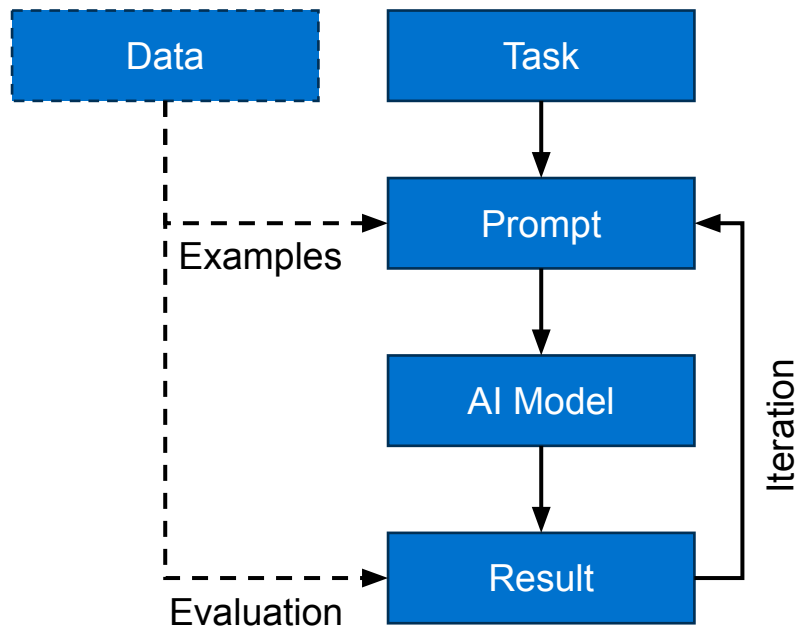 Data
Task
Prompt
Examples
AI Model
Iteration
Result
Evaluation